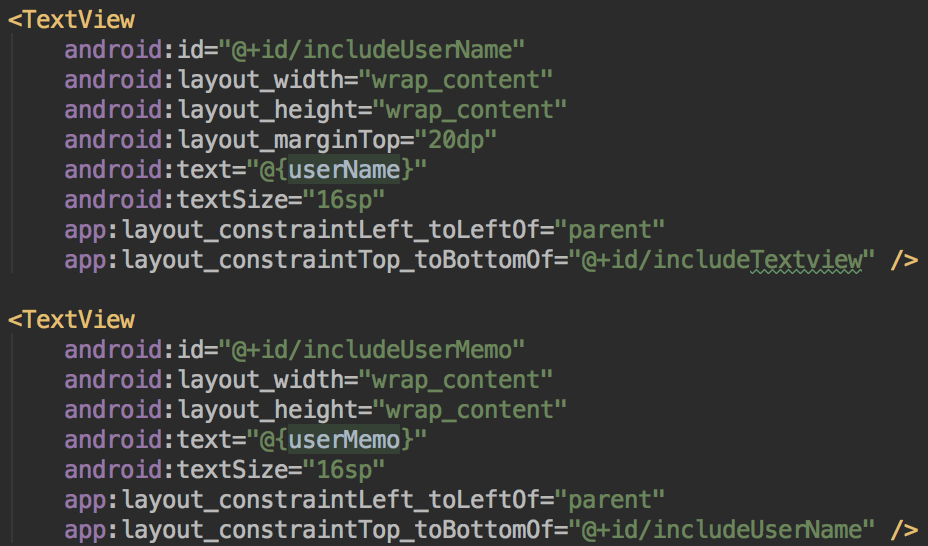 <TextView
android:id="@+id/includeUserName"
android:layout_width="wrap_content"
android:layout_height="wrap_content"
android:layout_marginTop="20dp"
android:text="@{userName}"
android:textSize="16sp"
app:layout_constraintLeft_toLeftOf="parent"
app:layout_constraintTop_toBottomOf="@+id/includeTextview" />
<TextView
android:id="@+id/includeUserMemo"
android:layout_width="wrap_content"
android:layout_height="wrap_content"
android:text="@{userMemo}"
android:textSize="16sp"
app:layout_constraintLeft_toLeftOf="parent"
app:layout_constraintTop_toBottomOf="@+id/includeUserName" />